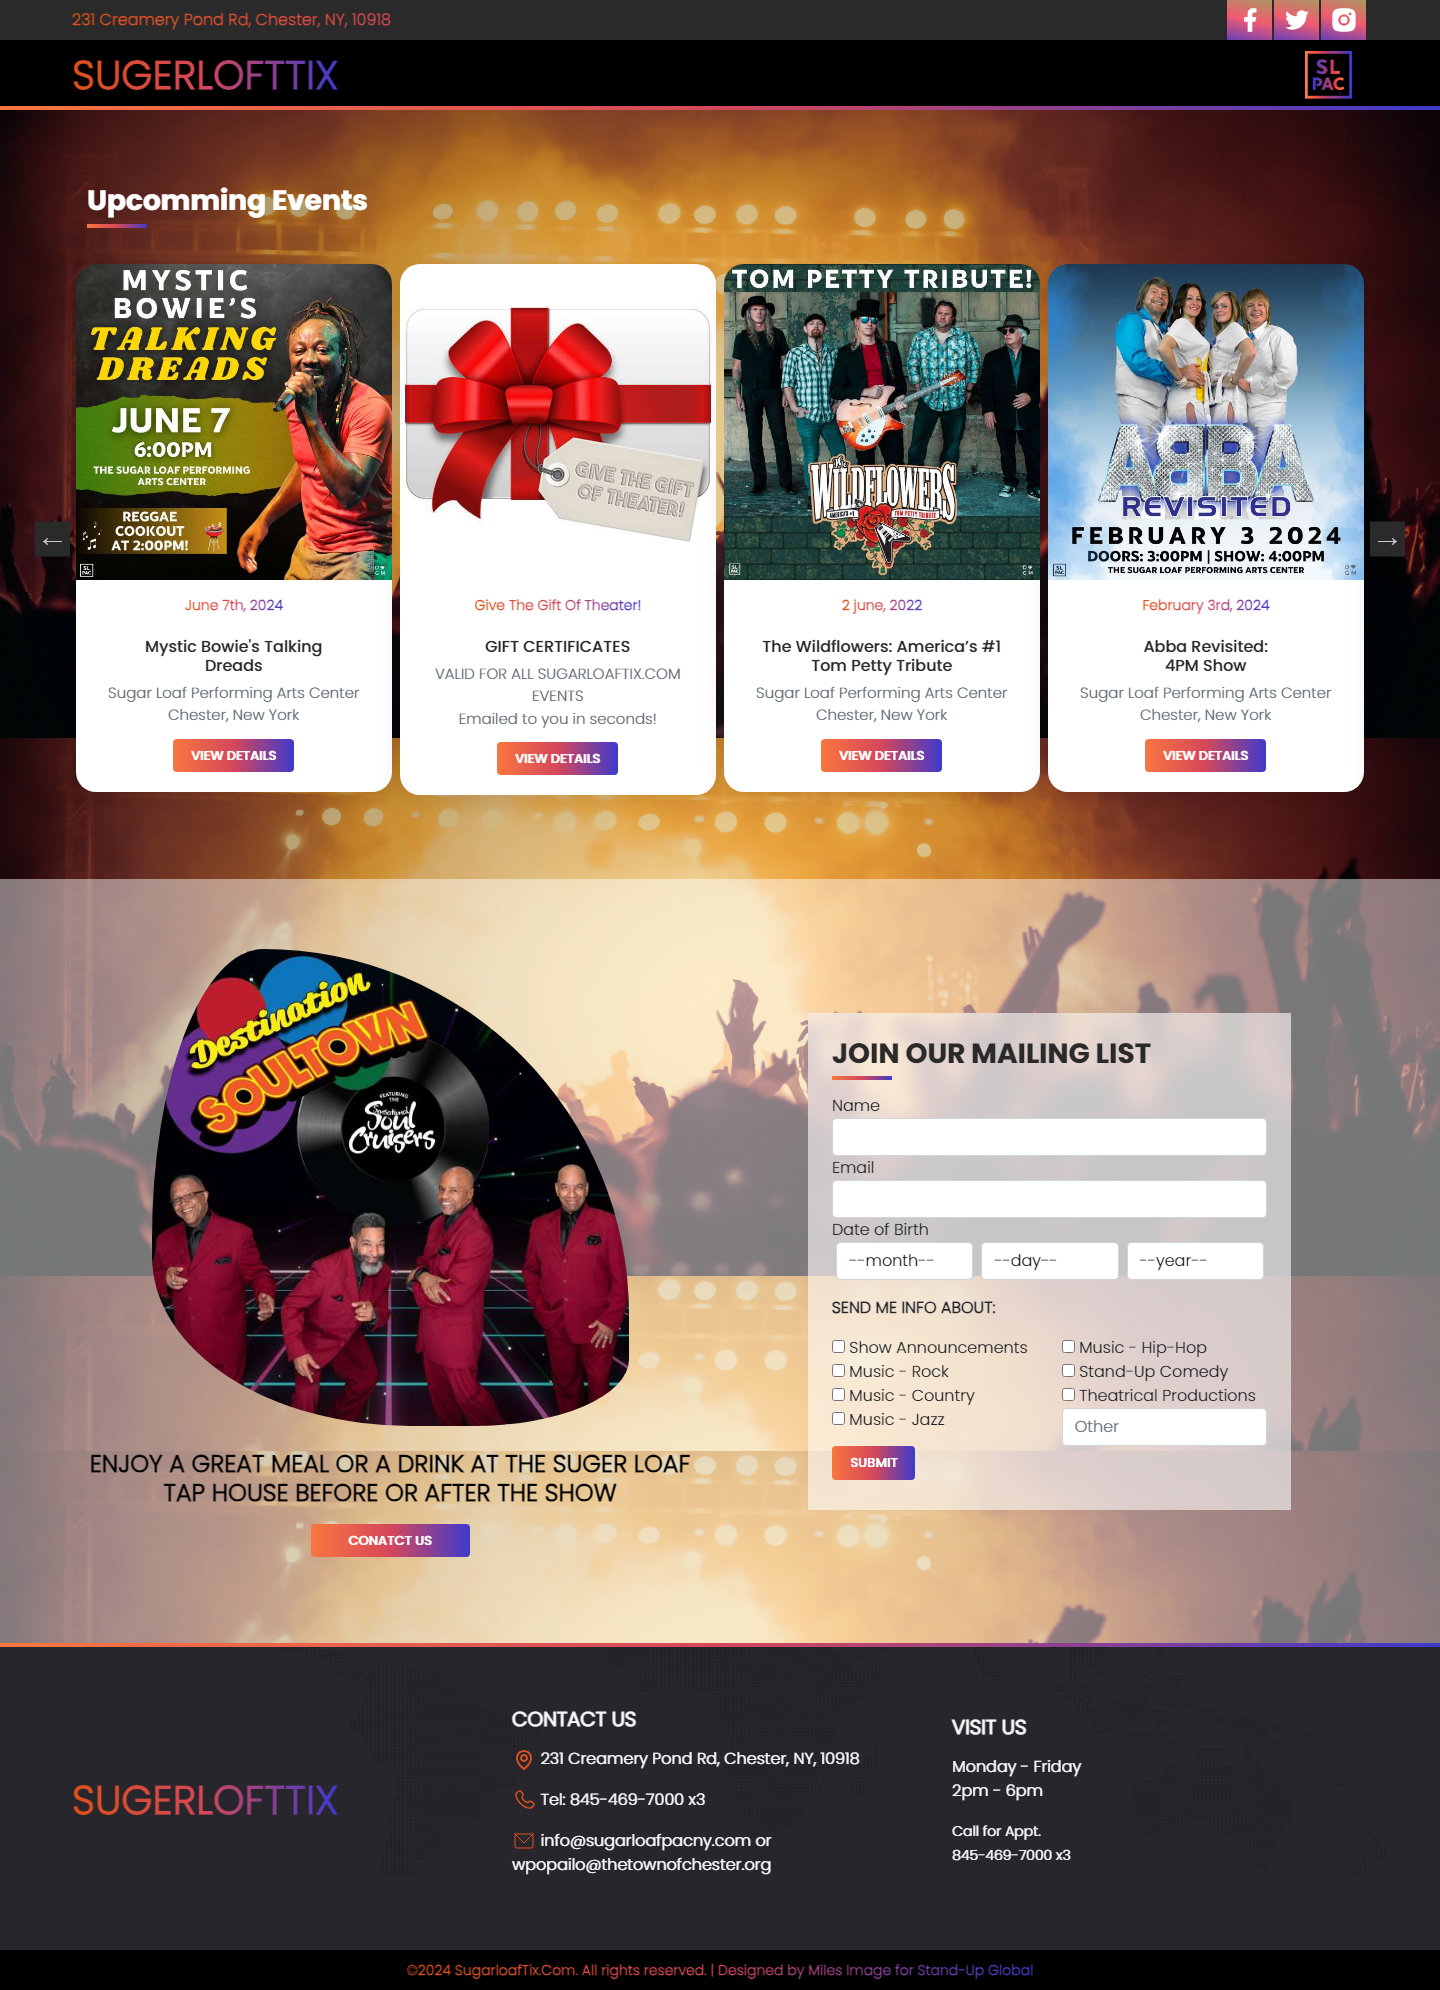 231 Creamery Pond Rd, Chester, NY, 10918
SUGERLOFTTIX
SL
PAC
Upcomming Events
MYSTIC
BOWIE'S
TALKING
DREADS
JUNE 7
6:00PM
THE SUGAR LOAF PERFORMING
ARTS CENTER
REGGAE
COOKOUT
AT 2:00PM!
SL
PAC
June 7th, 2024
Mystic Bowie's Talking
Dreads
Sugar Loaf Performing Arts Center
Chester, New York
VIEW DETAILS
GIVE THE GIFT
OF THEATER!
Give The Gift Of Theater!
GIFT CERTIFICATES
VALID FOR ALL SUGARLOAFTIX.COM
EVENTS
Emailed to you in seconds!
VIEW DETAILS
TOM PETTY TRIBUTE!
THE
WILDFLOWERS
AMERICA'S #1 TOM PETTY TRIBUTE
SL
PAC
2 june, 2022
The Wildflowers: America’s #1
Tom Petty Tribute
Sugar Loaf Performing Arts Center
Chester, New York
VIEW DETAILS
ABBA
REVISITED
FEBRUARY 3 2024
DOORS: 3:00PM | SHOW: 4:00PM
THE SUGAR LOAF PERFORMING ARTS CENTER
SL
PAC
February 3rd, 2024
Abba Revisited:
4PM Show
Sugar Loaf Performing Arts Center
Chester, New York
VIEW DETAILS
←
→
Destination
SOULTOWN
FEATURING
THE
Sensational
Soul
Cruisers
ENJOY A GREAT MEAL OR A DRINK AT THE SUGER LOAF
TAP HOUSE BEFORE OR AFTER THE SHOW
CONATCT US
JOIN OUR MAILING LIST
Name
Email
Date of Birth
--month-- --day-- --year--
SEND ME INFO ABOUT:
Show Announcements
Music - Rock
Music - Country
Music - Jazz
Music - Hip-Hop
Stand-Up Comedy
Theatrical Productions
Other
SUBMIT
SUGERLOFTTIX
CONTACT US
231 Creamery Pond Rd, Chester, NY, 10918
Tel: 845-469-7000 x3
info@sugarloafpacny.com or
wpopailo@thetownofchester.org
VISIT US
Monday - Friday
2pm - 6pm
Call for Appt.
845-469-7000 x3
©2024 SugarloafTix.Com. All rights reserved. | Designed by Miles Image for Stand-Up Global